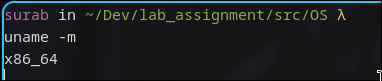 surab in ~/Dev/lab_assignment/src/OS λ
uname -m
x86_64